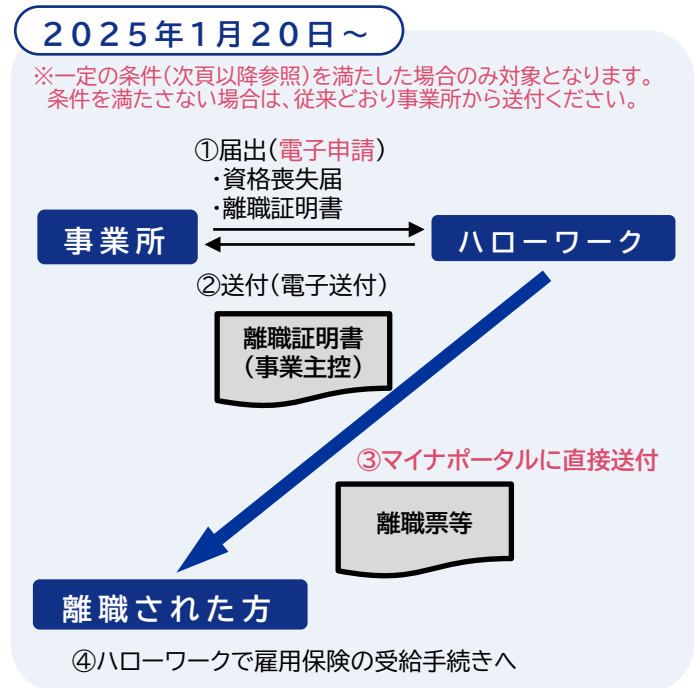 2025年1月20日~
※一定の条件(次頁以降参照)を満たした場合のみ対象となります。
条件を満たさない場合は、従来どおり事業所から送付ください。
①届出(電子申請)
・資格喪失届
・離職証明書
事業所
ハローワーク
②送付(電子送付)
離職証明書
(事業主控)
③マイナポータルに直接送付
離職票等
離職された方
④ハローワークで雇用保険の受給手続きへ